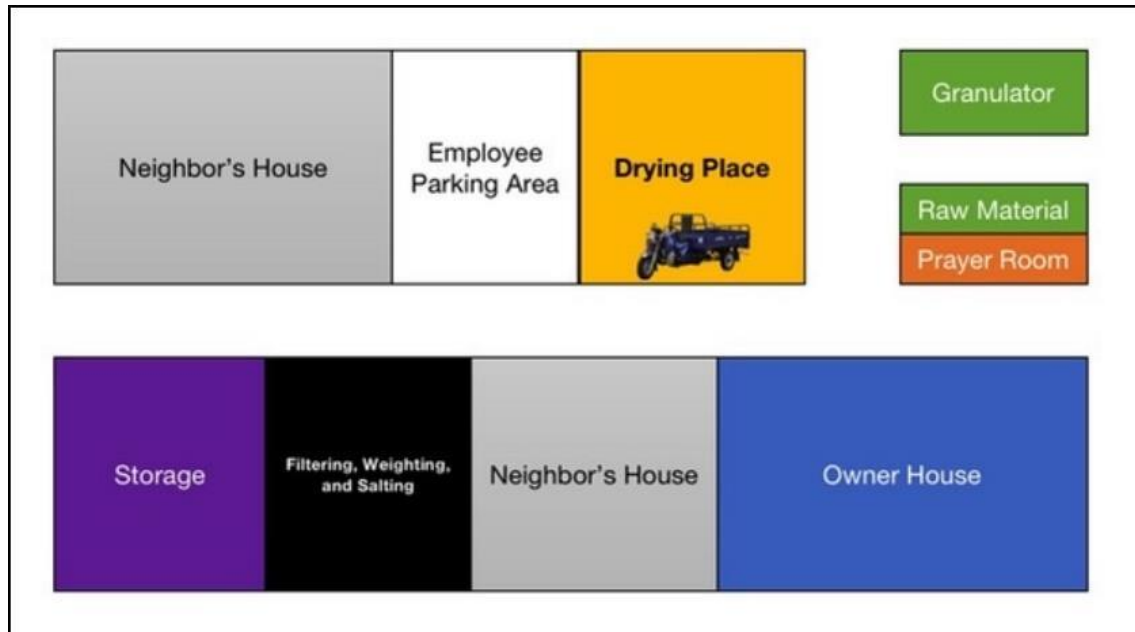 Neighbor's House
Employee
Parking Area
Drying Place
Granulator
Raw Material
Prayer Room
Storage
Filtering, Weighting,
and Salting
Neighbor's House
Owner House